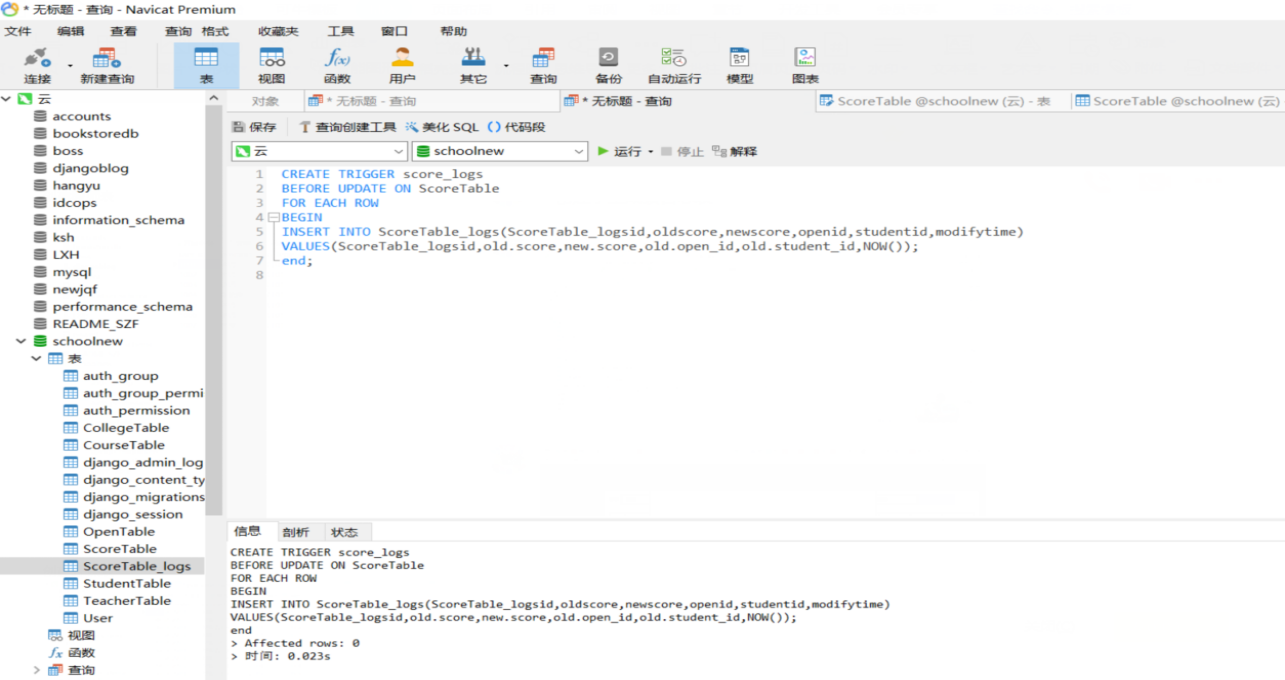 * 无标题 - 查询 - Navicat Premium
文件 编辑 查看 查询 格式 收藏夹 工具 窗口 帮助
连接 新建查询 表 视图 函数 用户 其它 查询 备份 自动运行 模型 图表
云
accounts
bookstoredb
boss
djangoblog
hangyu
idcops
information_schema
ksh
LXH
mysql
newjqf
performance_schema
README_SZF
schoolnew
表
auth_group
auth_group_permi
auth_permission
CollegeTable
CourseTable
django_admin_log
django_content_ty
django_migrations
django_session
OpenTable
ScoreTable
ScoreTable_logs
StudentTable
TeacherTable
User
视图
fx 函数
查询
对象 * 无标题 - 查询 * 无标题 - 查询 ScoreTable @schoolnew (云) - 表 ScoreTable @schoolnew (云)
保存 查询创建工具 美化 SQL () 代码段
云 schoolnew 运行 停止 解释
1 CREATE TRIGGER score_logs
2 BEFORE UPDATE ON ScoreTable
3 FOR EACH ROW
4 BEGIN
5 INSERT INTO ScoreTable_logs(ScoreTable_logsid,oldscore,newscore,openid,studentid,modifytime)
6 VALUES(ScoreTable_logsid,old.score,new.score,old.open_id,old.student_id,NOW());
7 end;
8
信息 剖析 状态
CREATE TRIGGER score_logs
BEFORE UPDATE ON ScoreTable
FOR EACH ROW
BEGIN
INSERT INTO ScoreTable_logs(ScoreTable_logsid,oldscore,newscore,openid,studentid,modifytime)
VALUES(ScoreTable_logsid,old.score,new.score,old.open_id,old.student_id,NOW());
end
> Affected rows: 0
> 时间: 0.023s